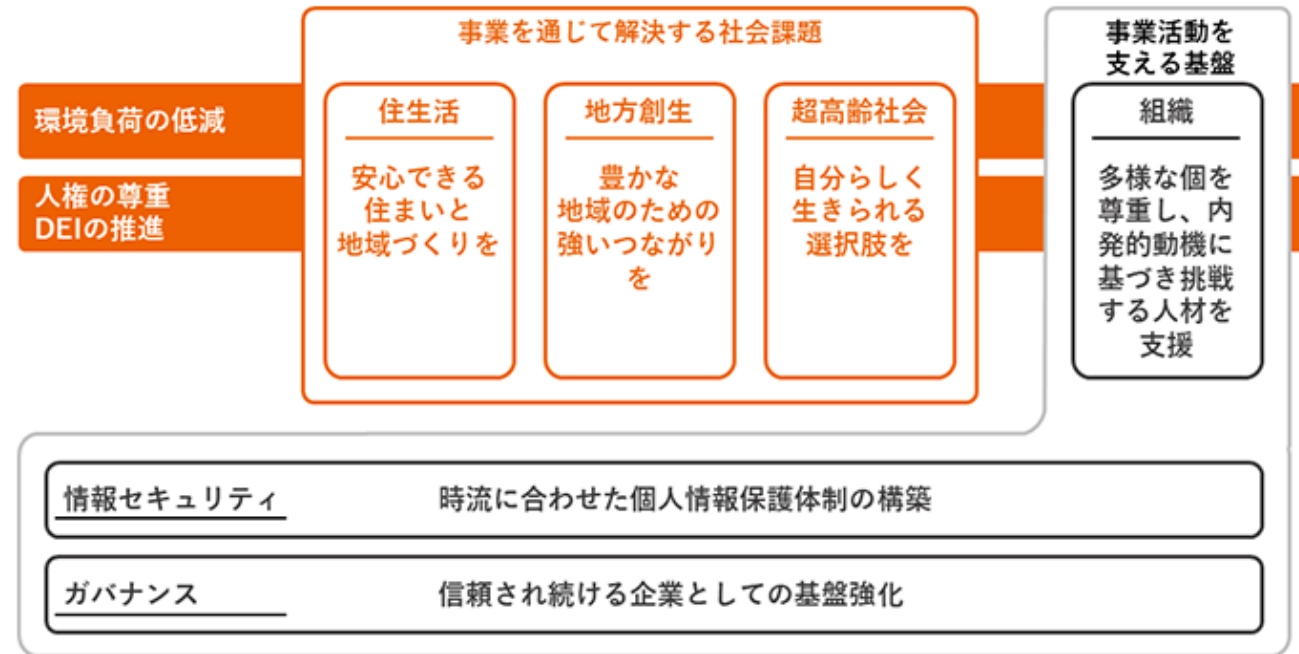 事業を通じて解決する社会課題
事業活動を
支える基盤
環境負荷の低減
人権の尊重
DEIの推進
住生活
安心できる
住まいと
地域づくりを
地方創生
豊かな
地域のための
強いつながり
を
超高齢社会
自分らしく
生きられる
選択肢を
組織
多様な個を
尊重し、内
発的動機に
基づき挑戦
する人材を
支援
情報セキュリティ
時流に合わせた個人情報保護体制の構築
ガバナンス
信頼され続ける企業としての基盤強化